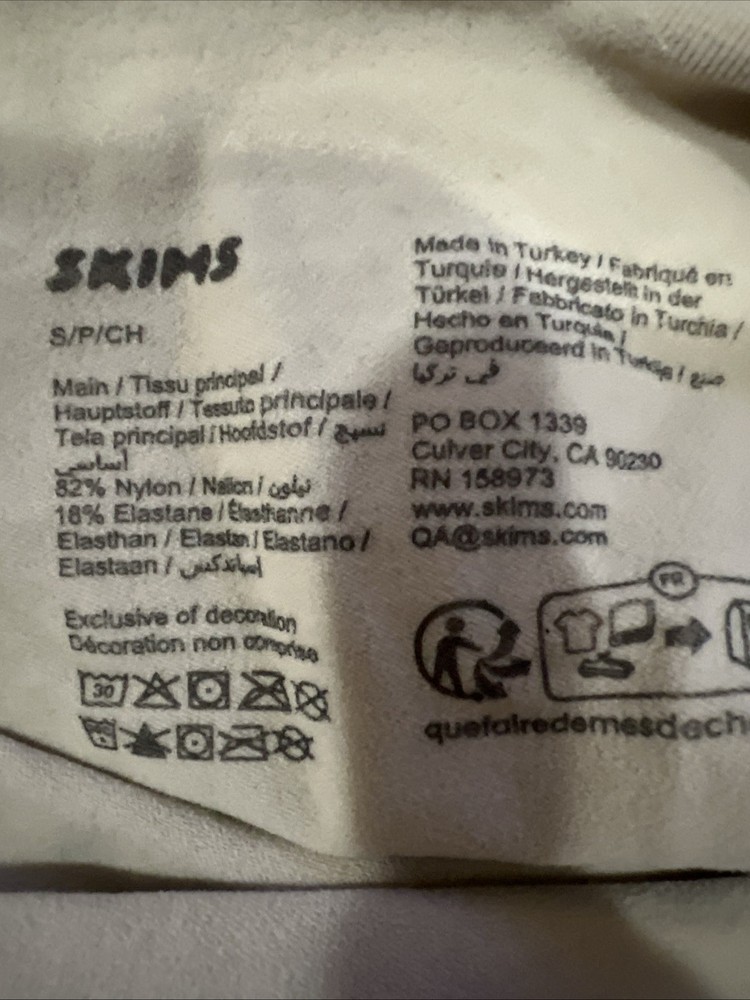 SKIMS
S/P/CH
Main / Tissu principal /
Hauptstoff / Tessuto principale /
Tela principal / Hoofdstof / نسيج
أساسي
82% Nylon / Nailon / نيلون
18% Elastane / Élasthanne /
Elasthan / Elastan / Elastano /
Elastaan /
Exclusive of decoration
Décoration non comprise
30
Made in Turkey / Fabriqué en
Turquie / Hergestellt in der
Türkei / Fabbricato in Turchia /
Hecho en Turquía /
Geproduceerd in Turkije / صنع
في تركيا
PO BOX 1339
Culver City, CA 90230
RN 158973
www.skims.com
QA@skims.com
FR
quefairedemesdech